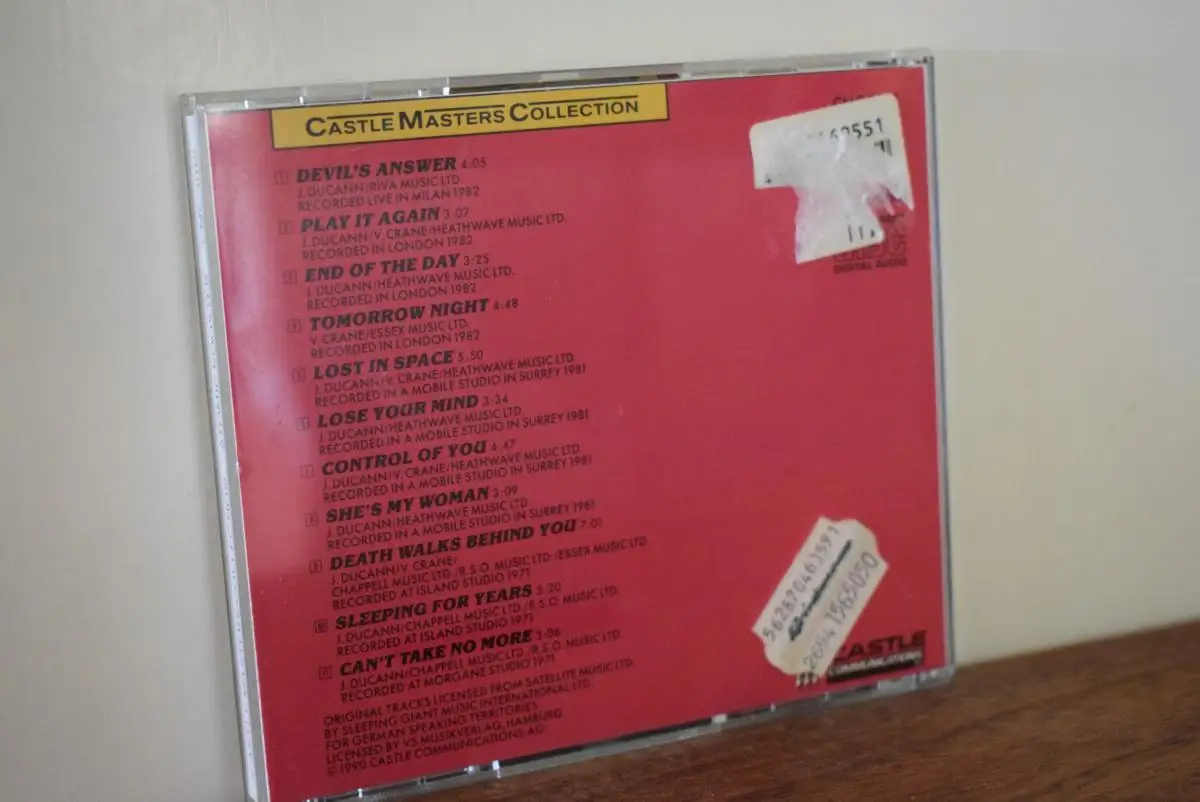 CASTLE MASTERS COLLECTION
1 DEVIL'S ANSWER 4:05
J. DUCANN/RIVA MUSIC LTD.
RECORDED LIVE IN MILAN 1982
PLAY IT AGAIN 3:07
J. DUCANN/V. CRANE/HEATHWAVE MUSIC LTD.
RECORDED IN LONDON 1982
END OF THE DAY 3:25
J. DUCANN/HEATHWAVE MUSIC LTD.
RECORDED IN LONDON 1982
TOMORROW NIGHT 4:48
V. CRANE/ESSEX MUSIC LTD.
RECORDED IN LONDON 1982
LOST IN SPACE 5:50
J. DUCANN/V. CRANE/HEATHWAVE MUSIC LTD.
RECORDED IN A MOBILE STUDIO IN SURREY 1981
LOSE YOUR MIND 3:34
J. DUCANN/HEATHWAVE MUSIC LTD.
RECORDED IN A MOBILE STUDIO IN SURREY 1981
CONTROL OF YOU 4:47
J. DUCANN/V. CRANE/HEATHWAVE MUSIC LTD.
RECORDED IN A MOBILE STUDIO IN SURREY 1981
SHE'S MY WOMAN 3:09
J. DUCANN/HEATHWAVE MUSIC LTD.
RECORDED IN A MOBILE STUDIO IN SURREY 1981
DEATH WALKS BEHIND YOU 7:01
J. DUCANN/V. CRANE/
CHAPPELL MUSIC LTD./R.S.O. MUSIC LTD./ESSEX MUSIC LTD.
RECORDED AT ISLAND STUDIO 1971
10 SLEEPING FOR YEARS 5:20
J. DUCANN/CHAPPELL MUSIC LTD./R.S.O. MUSIC LTD.
RECORDED AT ISLAND STUDIO 1971
11 CAN'T TAKE NO MORE 3:06
J. DUCANN/CHAPPELL MUSIC LTD./R.S.O. MUSIC LTD.
RECORDED AT MORGANE STUDIO 1971
ORIGINAL TRACKS LICENSED FROM SATELLITE MUSIC LTD.
BY SLEEPING GIANT MUSIC INTERNATIONAL LTD.
FOR GERMAN SPEAKING TERRITORIES
LICENSED BY V.S. MUSIKVERLAG, HAMBURG
© 1990 CASTLE COMMUNICATIONS AG
DIGITAL AUDIO
562870463591
2694 1565050
CASTLE
COMMUNICATIONS